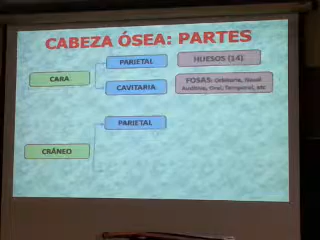 CABEZA ÓSEA: PARTES
PARIETAL
HUESOS (14)
CARA
CAVITARIA
FOSAS: Orbitaria, Nasal
Auditiva, Oral, Temporal, etc
PARIETAL
CRÁNEO